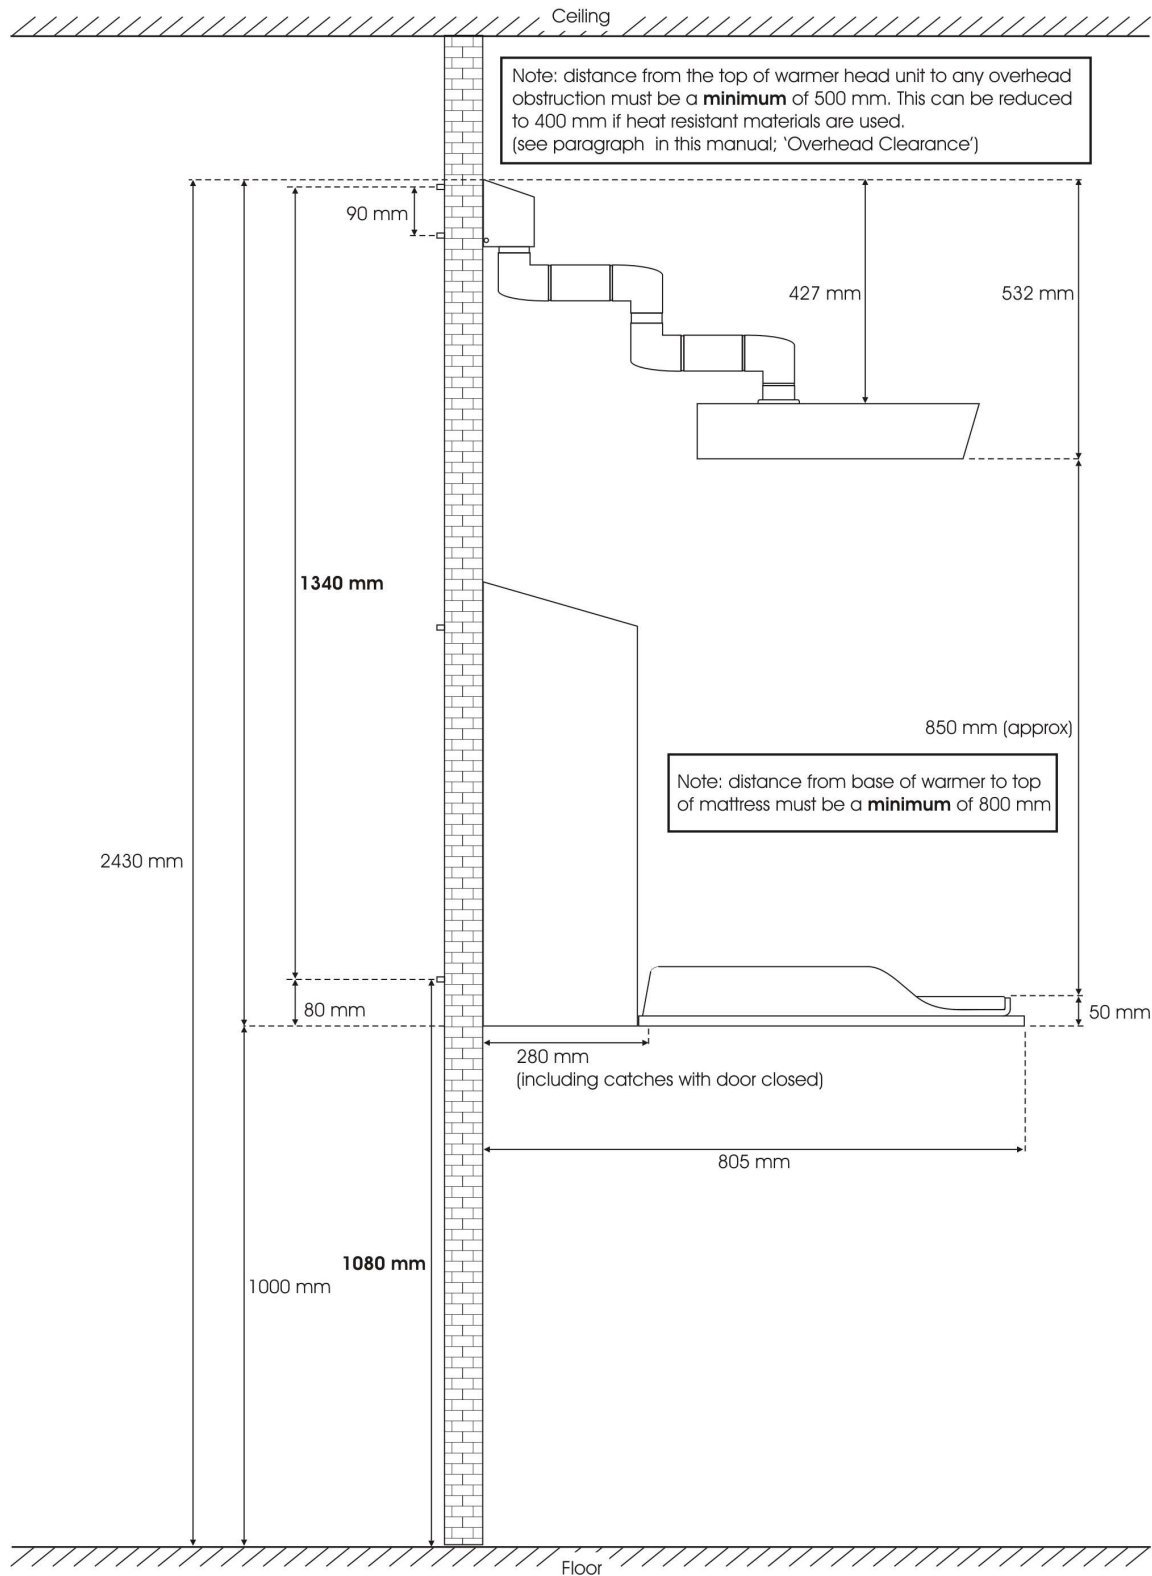 Ceiling
Note: distance from the top of warmer head unit to any overhead
obstruction must be a minimum of 500 mm. This can be reduced
to 400 mm if heat resistant materials are used.
(see paragraph  in this manual; ‘Overhead Clearance’)
90 mm
427 mm
532 mm
1340 mm
850 mm (approx)
Note: distance from base of warmer to top
of mattress must be a minimum of 800 mm
2430 mm
80 mm
50 mm
280 mm
(including catches with door closed)
805 mm
1080 mm
1000 mm
Floor